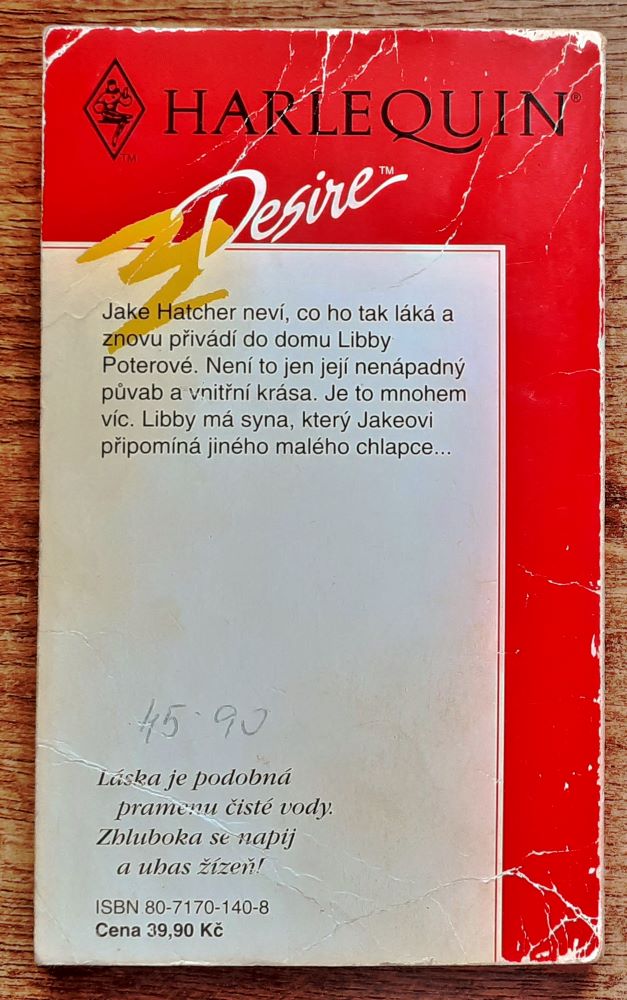 HARLEQUIN®
TM
Desire™
Jake Hatcher neví, co ho tak láká a
znovu přivádí do domu Libby
Poterové. Není to jen její nenápadný
půvab a vnitřní krása. Je to mnohem
víc. Libby má syna, který Jakeovi
připomíná jiného malého chlapce...
45·90
Láska je podobná
pramenu čisté vody.
Zhluboka se napij
a uhas žízeň!
ISBN 80-7170-140-8
Cena 39,90 Kč